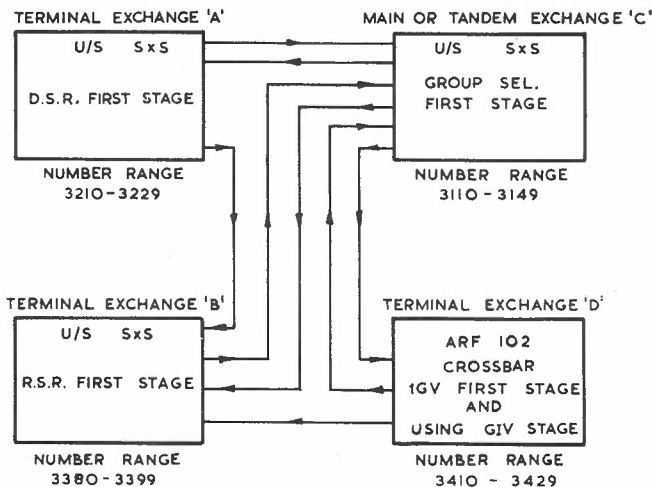 TERMINAL EXCHANGE 'A'
U/S SxS
D.S.R. FIRST STAGE
NUMBER RANGE
3210-3229
MAIN OR TANDEM EXCHANGE 'C'
U/S SxS
GROUP SEL.
FIRST STAGE
NUMBER RANGE
3110-3149
TERMINAL EXCHANGE 'B'
U/S SxS
R.S.R. FIRST STAGE
NUMBER RANGE
3380-3399
TERMINAL EXCHANGE 'D'
ARF 102
CROSSBAR
1GV FIRST STAGE
AND
USING GIV STAGE
NUMBER RANGE
3410 - 3429